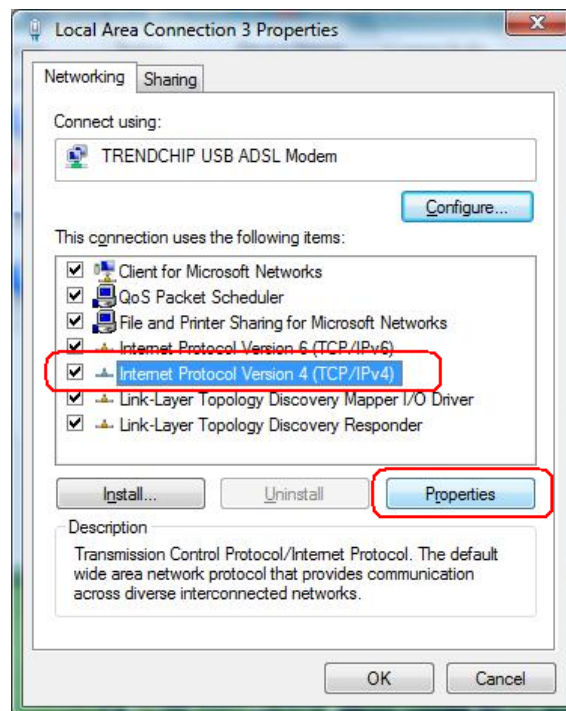 Local Area Connection 3 Properties
Networking
Sharing
Connect using:
TRENDCHIP USB ADSL Modem
Configure...
This connection uses the following items:
Client for Microsoft Networks
QoS Packet Scheduler
File and Printer Sharing for Microsoft Networks
Internet Protocol Version 6 (TCP/IPv6)
Internet Protocol Version 4 (TCP/IPv4)
Link-Layer Topology Discovery Mapper I/O Driver
Link-Layer Topology Discovery Responder
Install...
Uninstall
Properties
Description
Transmission Control Protocol/Internet Protocol. The default
wide area network protocol that provides communication
across diverse interconnected networks.
OK
Cancel